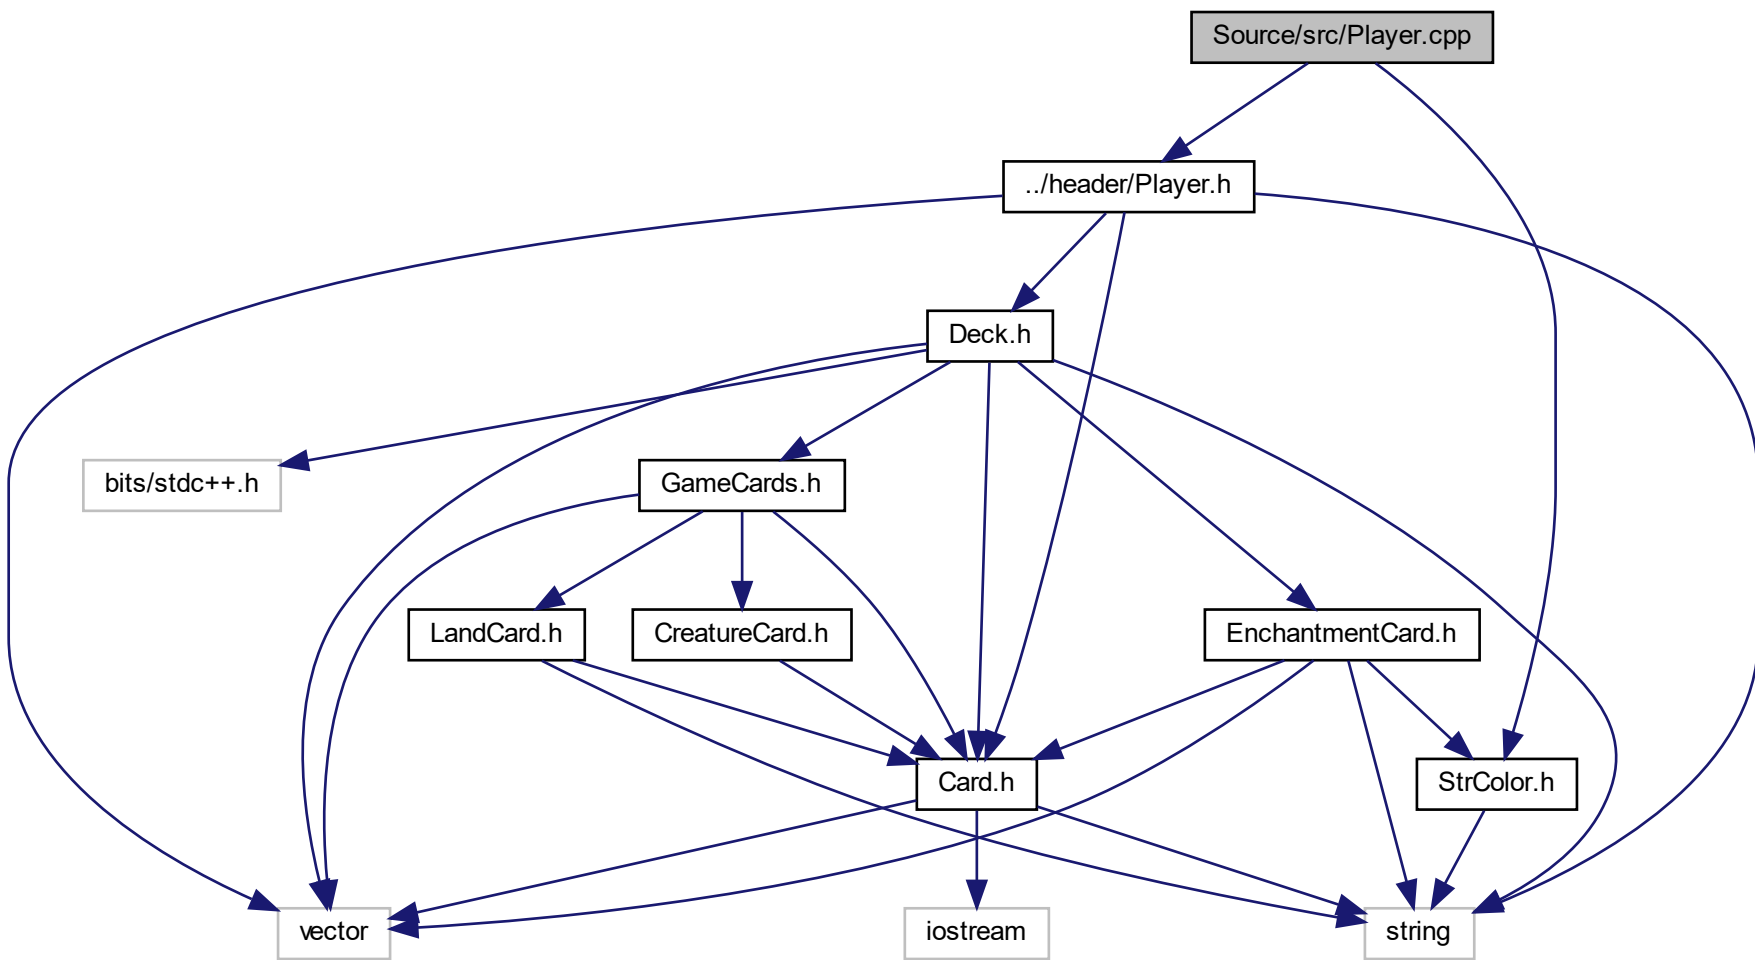 Source/src/Player.cpp
../header/Player.h
Deck.h
bits/stdc++.h
GameCards.h
LandCard.h
CreatureCard.h
EnchantmentCard.h
Card.h
StrColor.h
vector
iostream
string